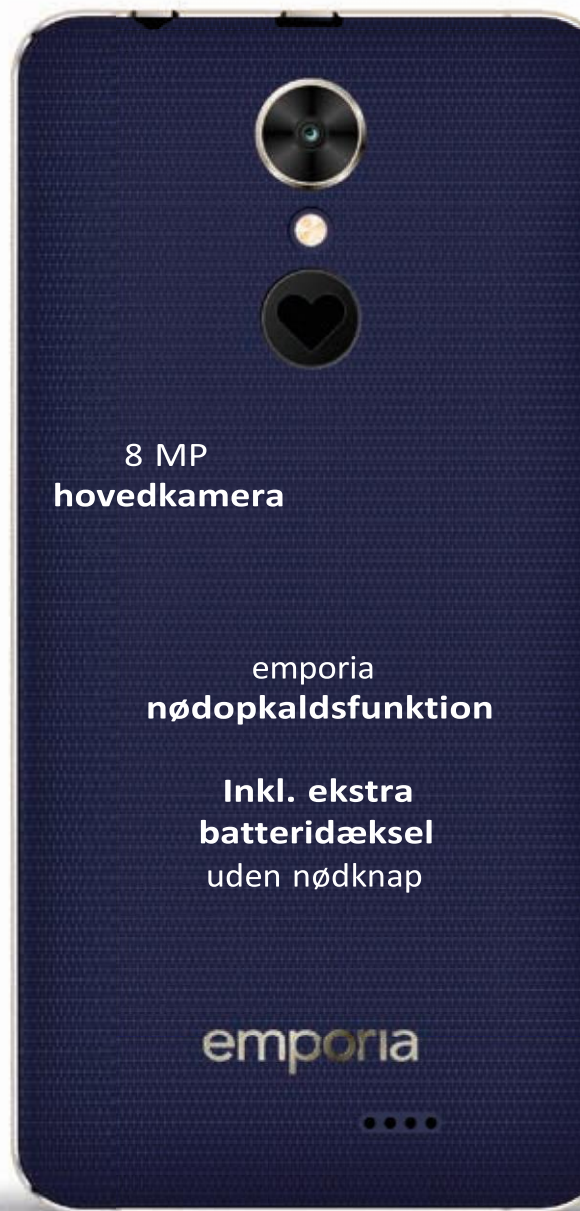 8 MP
hovedkamera
emporia
nødopkaldsfunktion
Inkl. ekstra
batteridæksel
uden nødknap
emporia